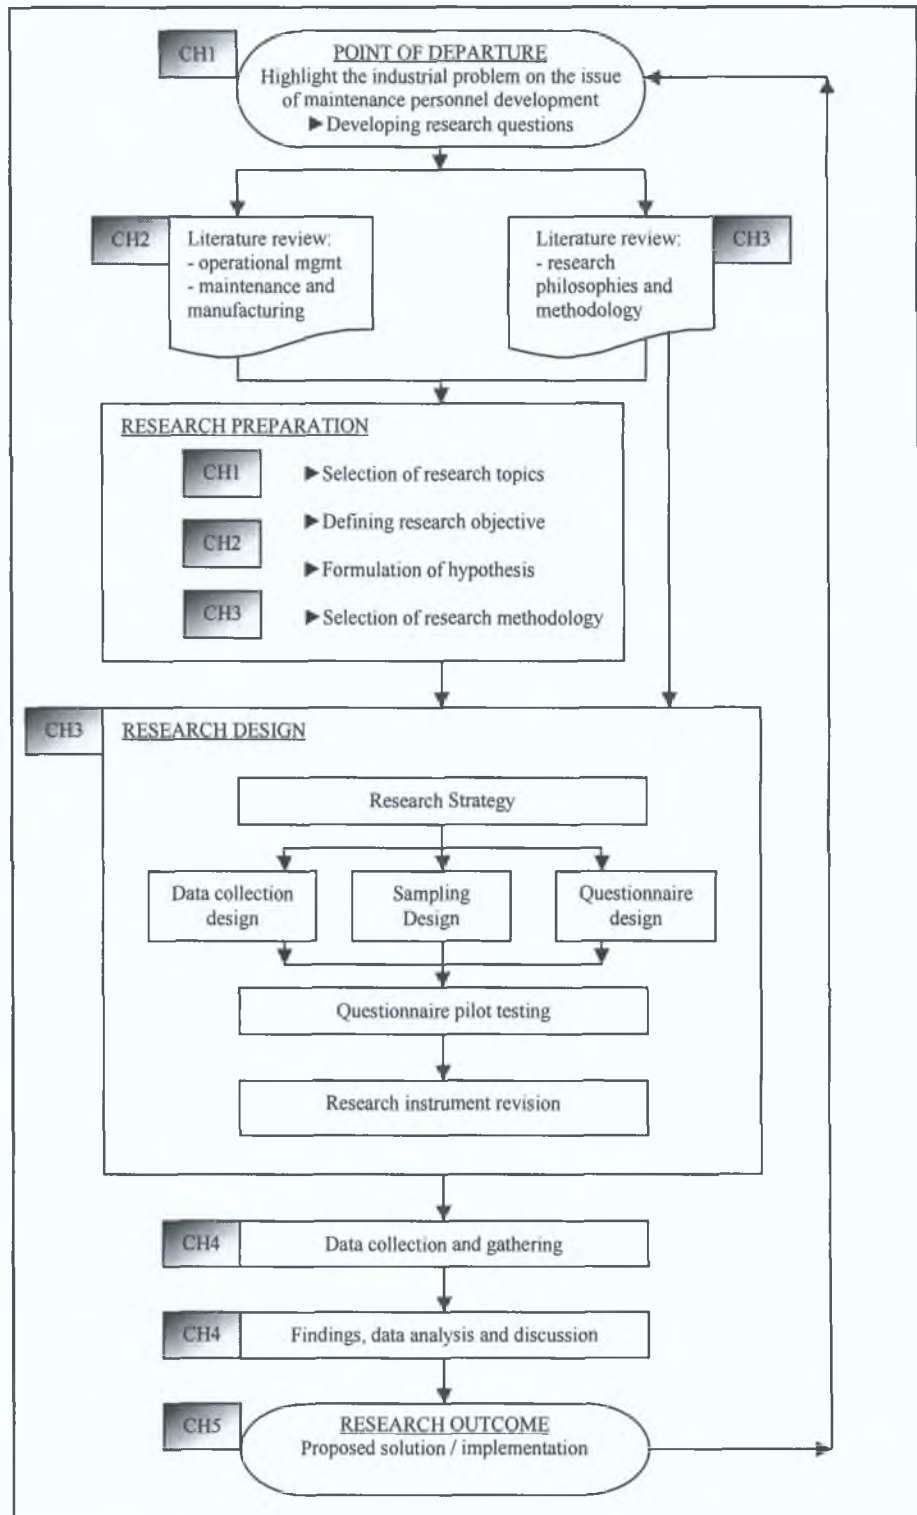 CH1
POINT OF DEPARTURE
Highlight the industrial problem on the issue
of maintenance personnel development
►Developing research questions
CH2
Literature review:
- operational mgmt
- maintenance and
manufacturing
Literature review:
- research
philosophies and
methodology
CH3
RESEARCH PREPARATION
CH1
►Selection of research topics
►Defining research objective
CH2
►Formulation of hypothesis
CH3
►Selection of research methodology
CH3
RESEARCH DESIGN
Research Strategy
Data collection
design
Sampling
Design
Questionnaire
design
Questionnaire pilot testing
Research instrument revision
CH4
Data collection and gathering
CH4
Findings, data analysis and discussion
CH5
RESEARCH OUTCOME
Proposed solution / implementation